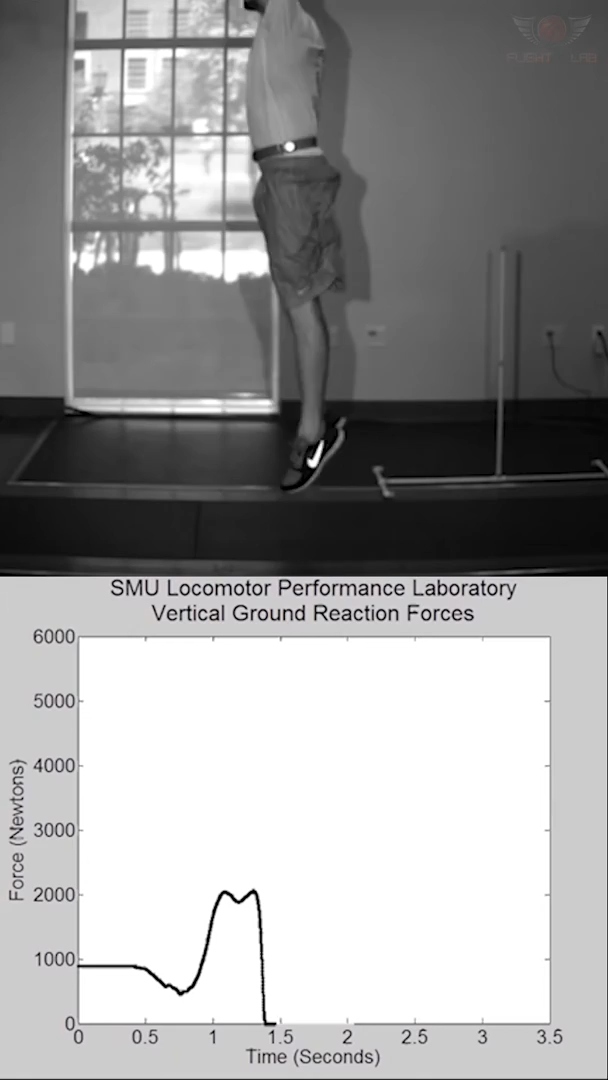 FLIGHT LAB
SMU Locomotor Performance Laboratory
Vertical Ground Reaction Forces
6000
5000
4000
3000
2000
1000
0
Force (Newtons)
0 0.5 1 1.5 2 2.5 3 3.5
Time (Seconds)